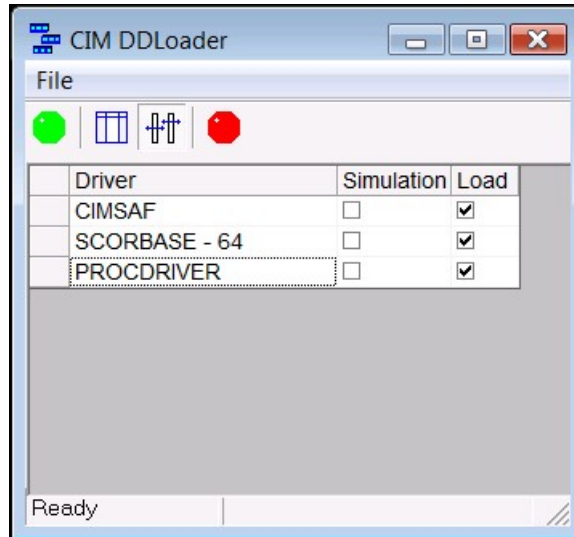 CIM DDLoader
File
Driver Simulation Load
CIMSAF
SCORBASE - 64
PROCDRIVER
Ready